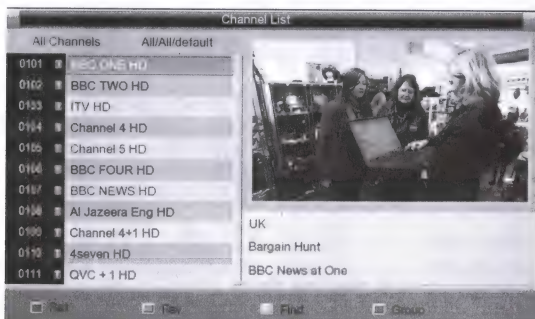 Channel List
All Channels All/All/default
0101 BBC ONE HD
0102 BBC TWO HD
0103 ITV HD
0104 Channel 4 HD
0105 Channel 5 HD
0106 BBC FOUR HD
0107 BBC NEWS HD
0108 Al Jazeera Eng HD
0109 Channel 4+1 HD
0110 4seven HD
0111 QVC + 1 HD
UK
Bargain Hunt
BBC News at One
Fav Find Group